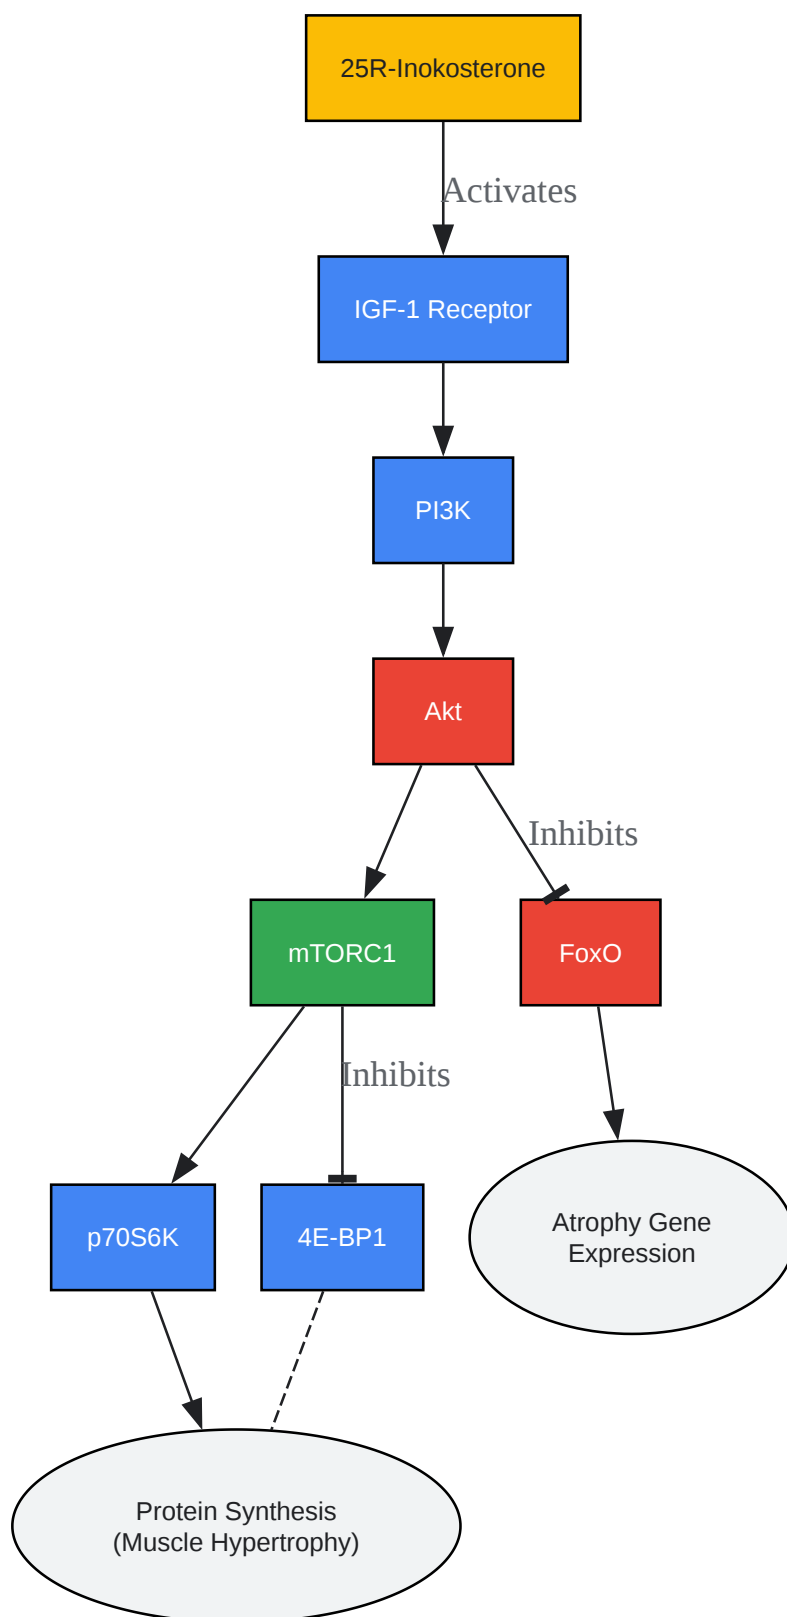 25R-Inokosterone
Activates
IGF-1 Receptor
PI3K
Akt
Inhibits
mTORC1
FoxO
Inhibits
p70S6K
4E-BP1
Atrophy Gene
Expression
Protein Synthesis
(Muscle Hypertrophy)